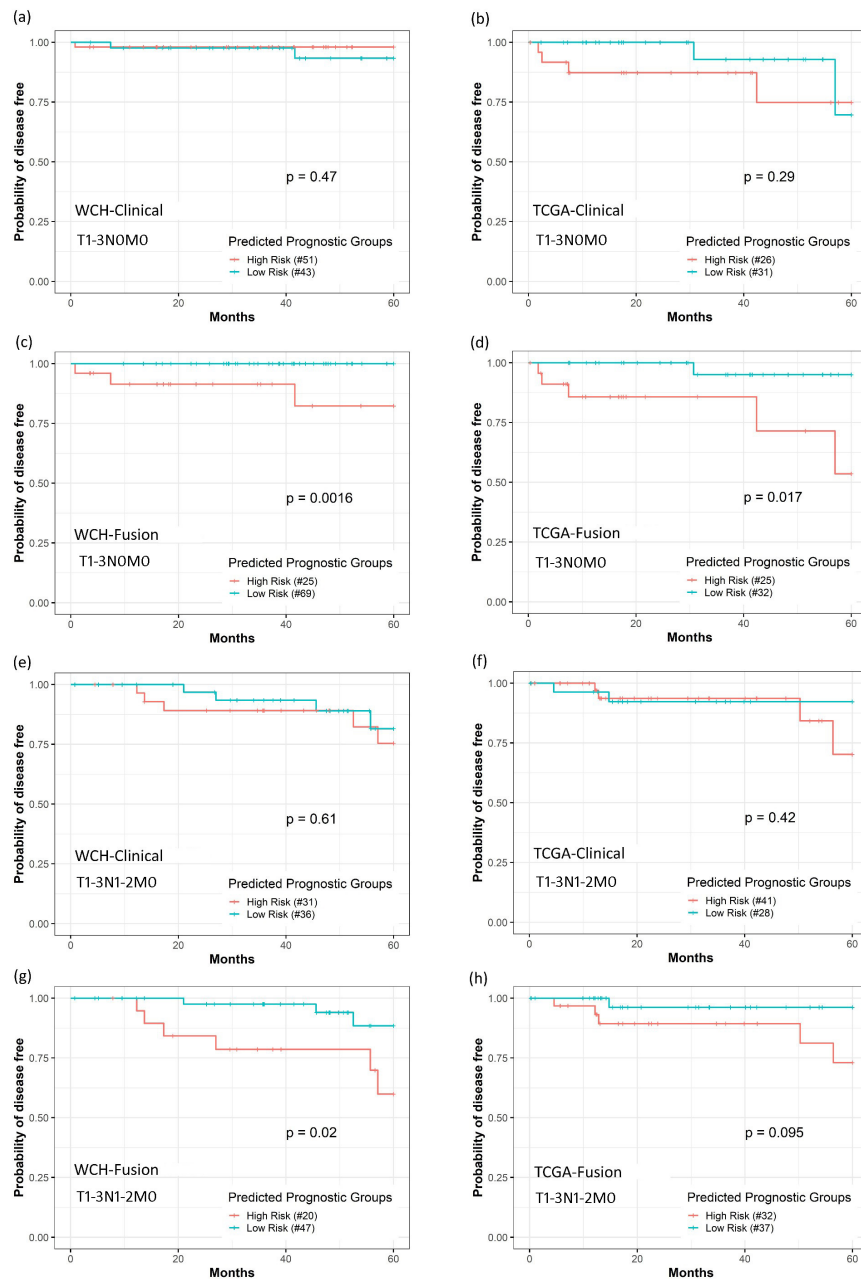 (a)
Probability of disease free
1.00
0.75
0.50
0.25
0.00
p = 0.47
WCH-Clinical
T1-3N0M0
Predicted Prognostic Groups
High Risk (#51)
Low Risk (#43)
0 20 40 60
Months
(b)
Probability of disease free
1.00
0.75
0.50
0.25
0.00
p = 0.29
TCGA-Clinical
T1-3N0M0
Predicted Prognostic Groups
High Risk (#26)
Low Risk (#31)
0 20 40 60
Months
(c)
Probability of disease free
1.00
0.75
0.50
0.25
0.00
p = 0.0016
WCH-Fusion
T1-3N0M0
Predicted Prognostic Groups
High Risk (#25)
Low Risk (#69)
0 20 40 60
Months
(d)
Probability of disease free
1.00
0.75
0.50
0.25
0.00
p = 0.017
TCGA-Fusion
T1-3N0M0
Predicted Prognostic Groups
High Risk (#25)
Low Risk (#32)
0 20 40 60
Months
(e)
Probability of disease free
1.00
0.75
0.50
0.25
0.00
p = 0.61
WCH-Clinical
T1-3N1-2M0
Predicted Prognostic Groups
High Risk (#31)
Low Risk (#36)
0 20 40 60
Months
(f)
Probability of disease free
1.00
0.75
0.50
0.25
0.00
p = 0.42
TCGA-Clinical
T1-3N1-2M0
Predicted Prognostic Groups
High Risk (#41)
Low Risk (#28)
0 20 40 60
Months
(g)
Probability of disease free
1.00
0.75
0.50
0.25
0.00
p = 0.02
WCH-Fusion
T1-3N1-2M0
Predicted Prognostic Groups
High Risk (#20)
Low Risk (#47)
0 20 40 60
Months
(h)
Probability of disease free
1.00
0.75
0.50
0.25
0.00
p = 0.095
TCGA-Fusion
T1-3N1-2M0
Predicted Prognostic Groups
High Risk (#32)
Low Risk (#37)
0 20 40 60
Months